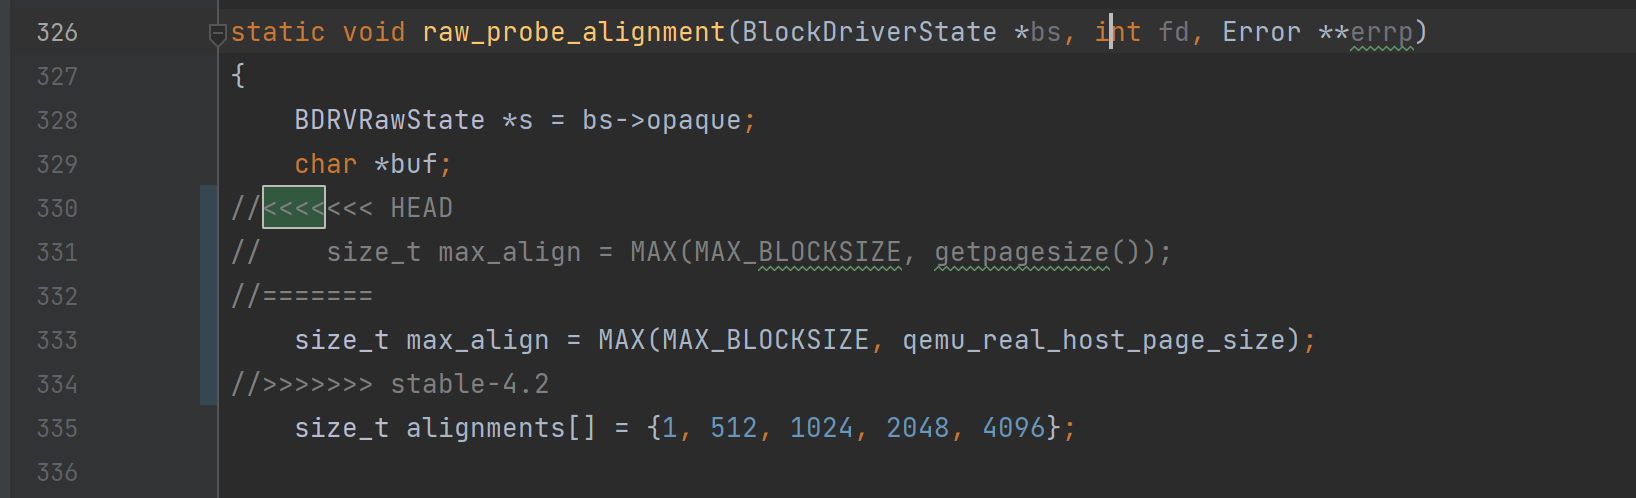 326 static void raw_probe_alignment(BlockDriverState *bs, int fd, Error **errp)
327 {
328     BDRVRawState *s = bs->opaque;
329     char *buf;
330 //<<<<<<< HEAD
331 //    size_t max_align = MAX(MAX_BLOCKSIZE, getpagesize());
332 //=======
333     size_t max_align = MAX(MAX_BLOCKSIZE, qemu_real_host_page_size);
334 //>>>>>>> stable-4.2
335     size_t alignments[] = {1, 512, 1024, 2048, 4096};
336